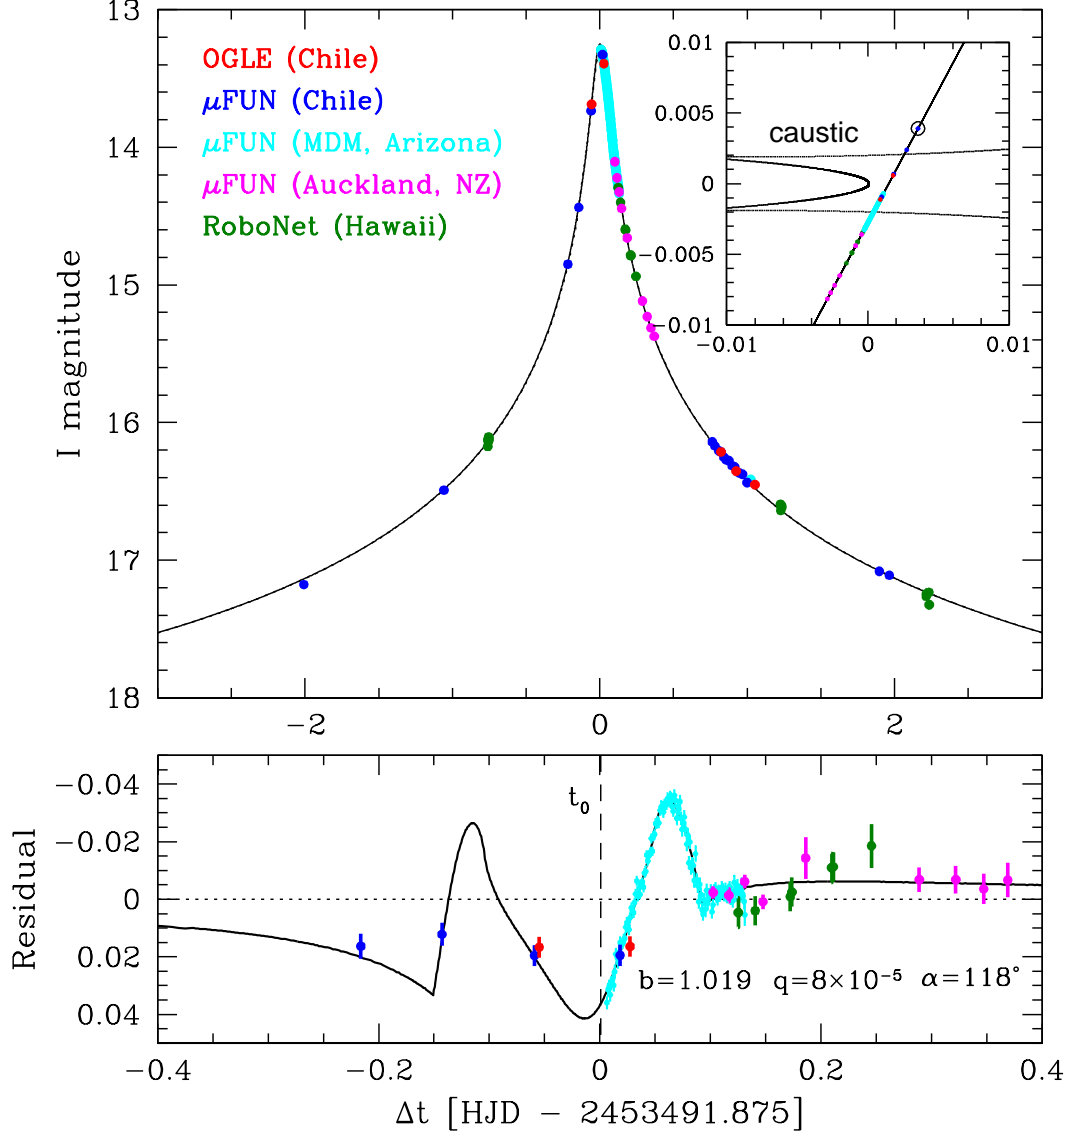 13
14
15
16
17
18
I magnitude
OGLE (Chile)
μFUN (Chile)
μFUN (MDM, Arizona)
μFUN (Auckland, NZ)
RoboNet (Hawaii)
0.01
0.005
0
−0.005
−0.01
caustic
−0.01 0 0.01
−2 0 2
−0.04
−0.02
0
0.02
0.04
Residual
t₀
b=1.019 q=8×10⁻⁵ α=118°
−0.4 −0.2 0 0.2 0.4
Δt [HJD − 2453491.875]